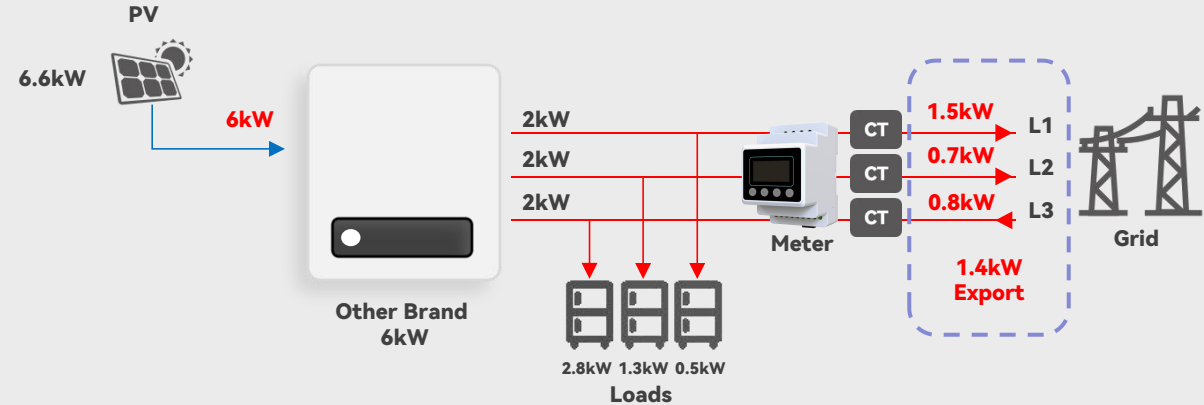 PV
6.6kW
6kW
2kW
2kW
2kW
CT
CT
CT
1.5kW
0.7kW
0.8kW
L1
L2
L3
Meter
Grid
1.4kW
Export
Other Brand
6kW
2.8kW 1.3kW 0.5kW
Loads